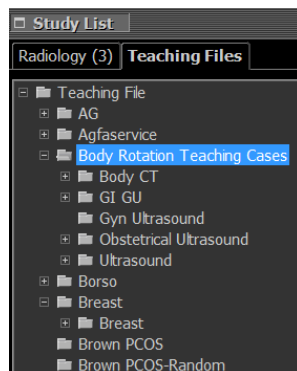 Study List
Radiology (3) Teaching Files
Teaching File
AG
Agfaservice
Body Rotation Teaching Cases
Body CT
GI GU
Gyn Ultrasound
Obstetrical Ultrasound
Ultrasound
Borso
Breast
Breast
Brown PCOS
Brown PCOS-Random